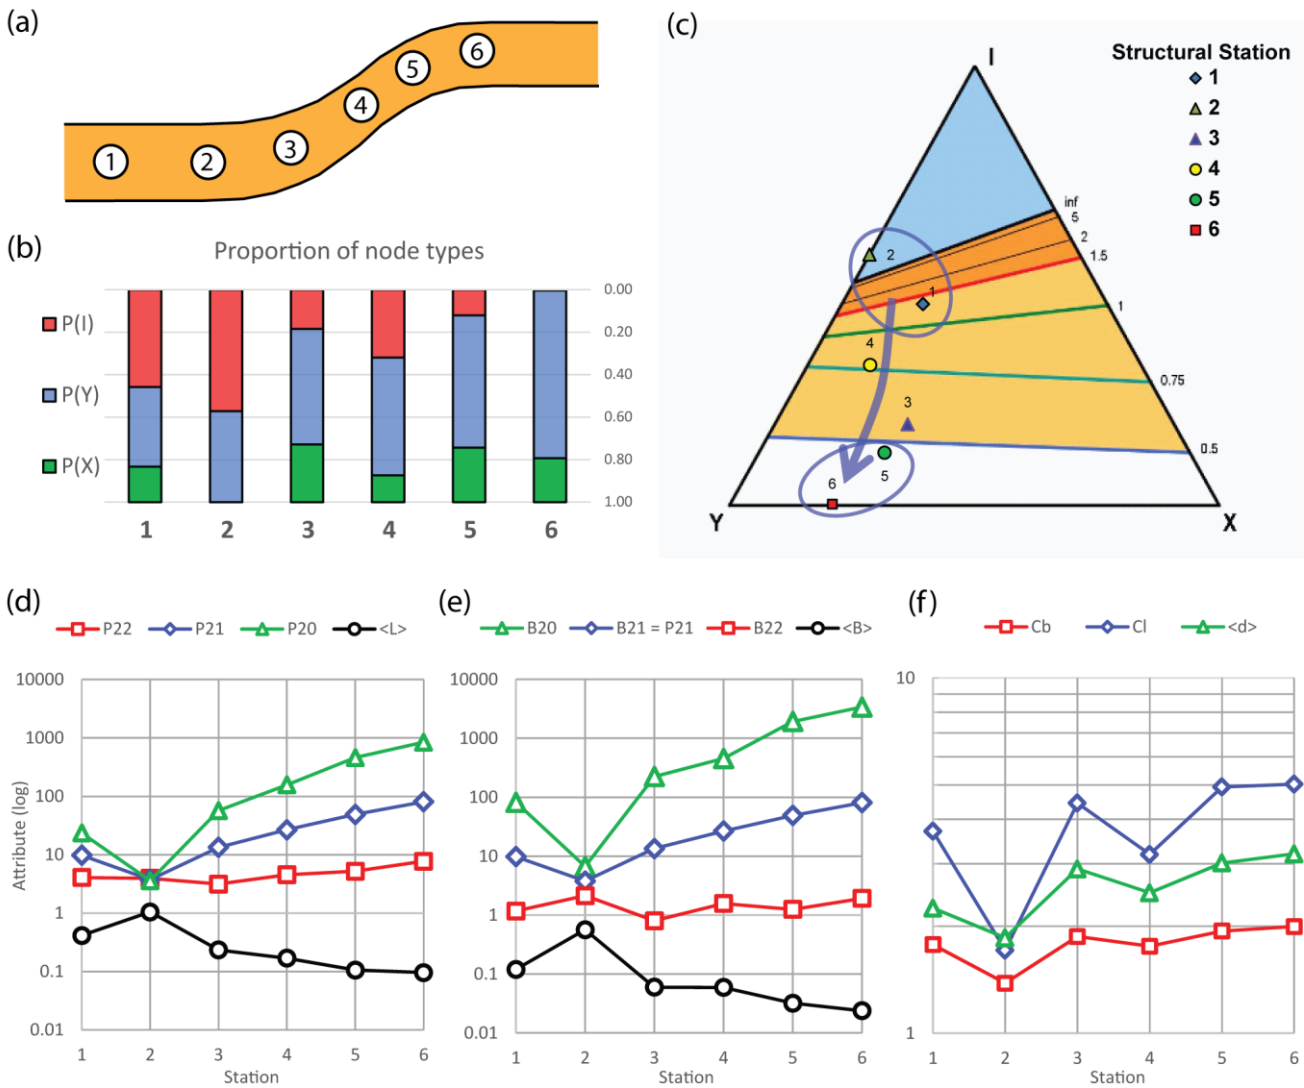 (a)
1
2
3
4
5
6
(b)
Proportion of node types
P(I)
P(Y)
P(X)
0.00
0.20
0.40
0.60
0.80
1.00
1 2 3 4 5 6
(c)
Structural Station
1
2
3
4
5
6
I
inf
5
2
1.5
1
0.75
0.5
2
1
4
3
5
6
Y
X
(d)
P22 P21 P20 <L>
10000
1000
100
10
1
0.1
0.01
Attribute (log)
1 2 3 4 5 6
Station
(e)
B20 B21 = P21 B22 <B>
10000
1000
100
10
1
0.1
0.01
1 2 3 4 5 6
Station
(f)
Cb Cl <d>
10
1
1 2 3 4 5 6
Station